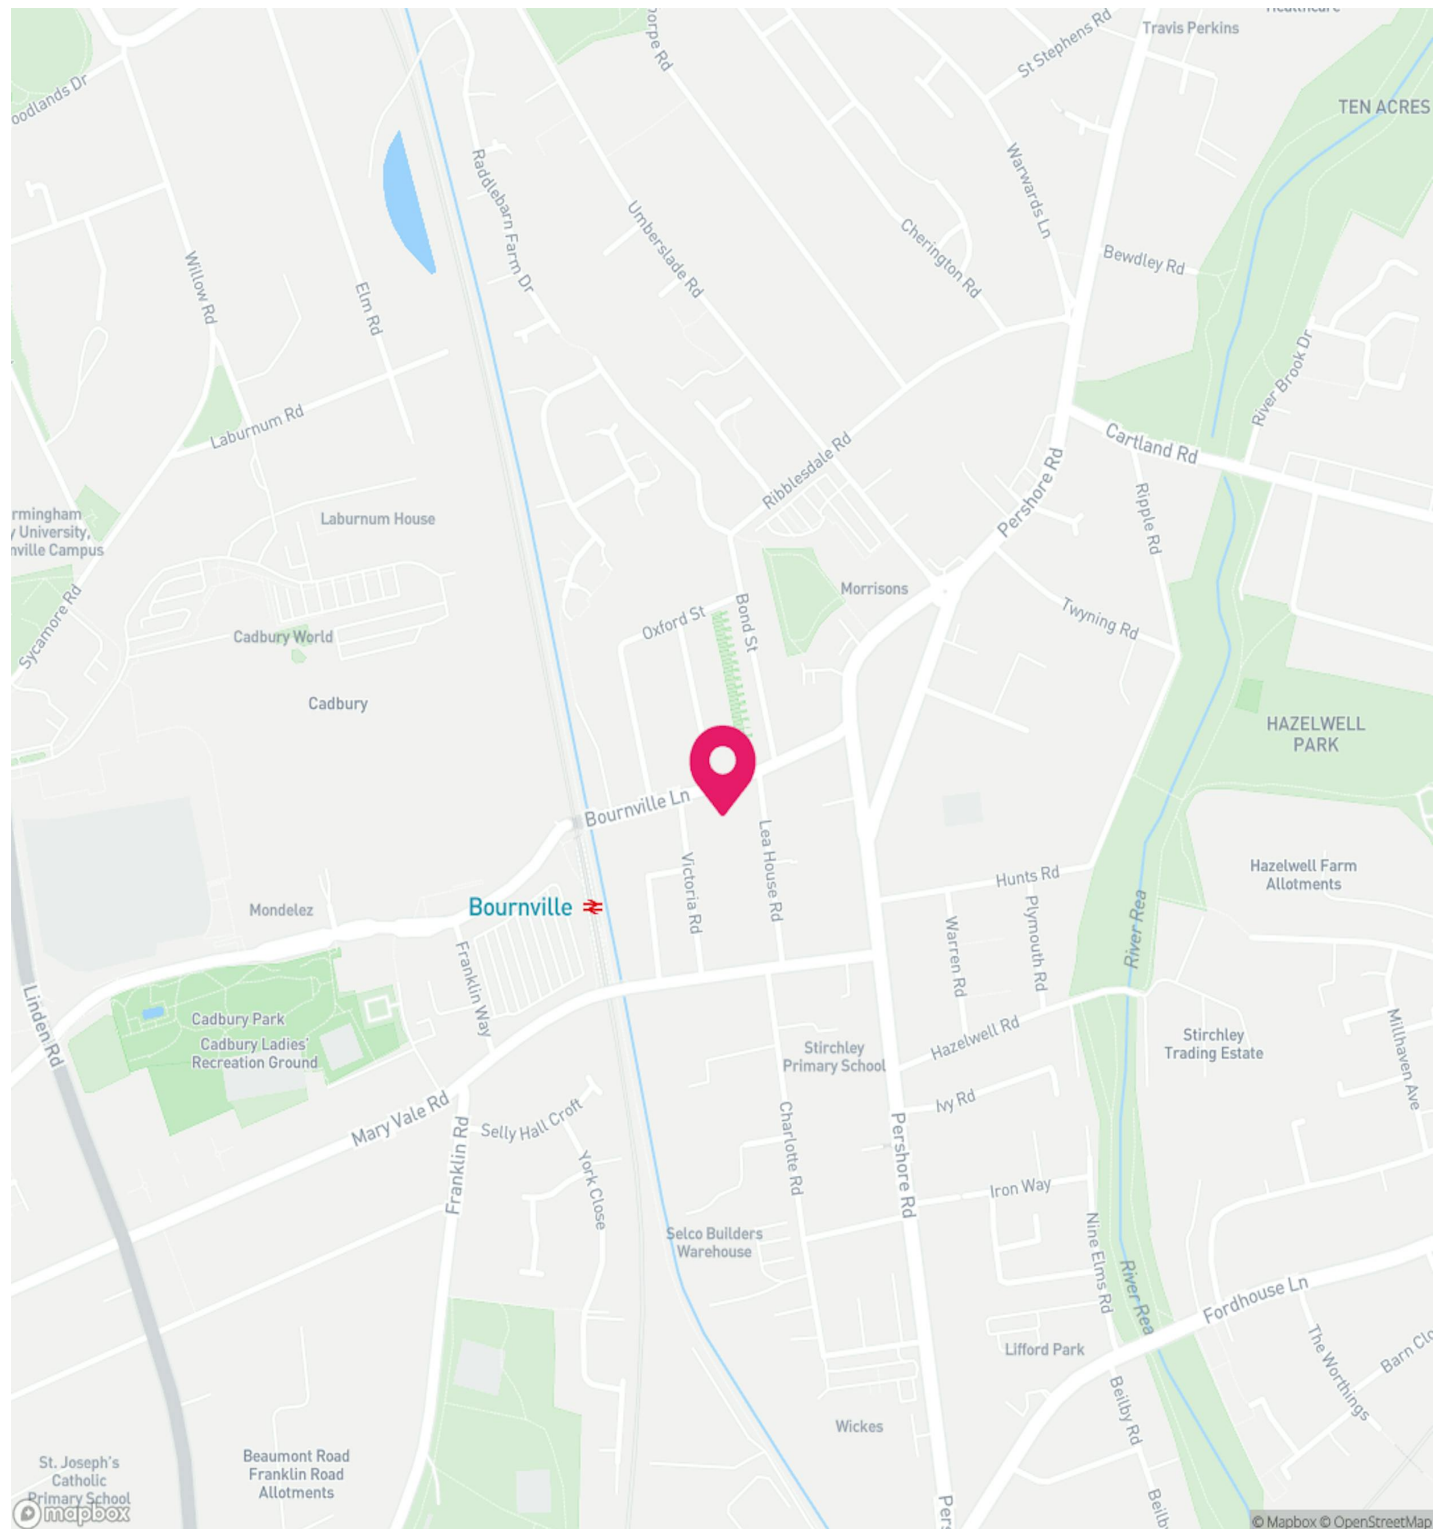 Healthcare
Travis Perkins
St Stephens Rd
orpe Rd
oodlands Dr
TEN ACRES
Raddlebarn Farm Dr
Warwards Ln
Umberslade Rd
Cherington Rd
Bewdley Rd
Willow Rd
Elm Rd
River Brook Dr
Laburnum Rd
Cartland Rd
Ribblesdale Rd
Pershore Rd
Ripple Rd
rmingham
y University,
nville Campus
Laburnum House
Morrisons
Sycamore Rd
Oxford St
Bond St
Twyning Rd
Cadbury World
Cadbury
HAZELWELL
PARK
Bournville Ln
Lea House Rd
Victoria Rd
Hunts Rd
Hazelwell Farm
Allotments
Mondelez
Bournville
Plymouth Rd
Warren Rd
River Rea
Franklin Way
Linden Rd
Cadbury Park
Cadbury Ladies'
Recreation Ground
Stirchley
Primary School
Hazelwell Rd
Stirchley
Trading Estate
Millhaven Ave
Mary Vale Rd
Selly Hall Croft
Ivy Rd
Charlotte Rd
Pershore Rd
Franklin Rd
York Close
Iron Way
Selco Builders
Warehouse
Nine Elms Rd
River Rea
Fordhouse Ln
Lifford Park
The Worthings
Barn Clo
Beilby Rd
Wickes
St. Joseph's
Catholic
Primary School
Beaumont Road
Franklin Road
Allotments
Pers
Beilby
mapbox
© Mapbox © OpenStreetMap